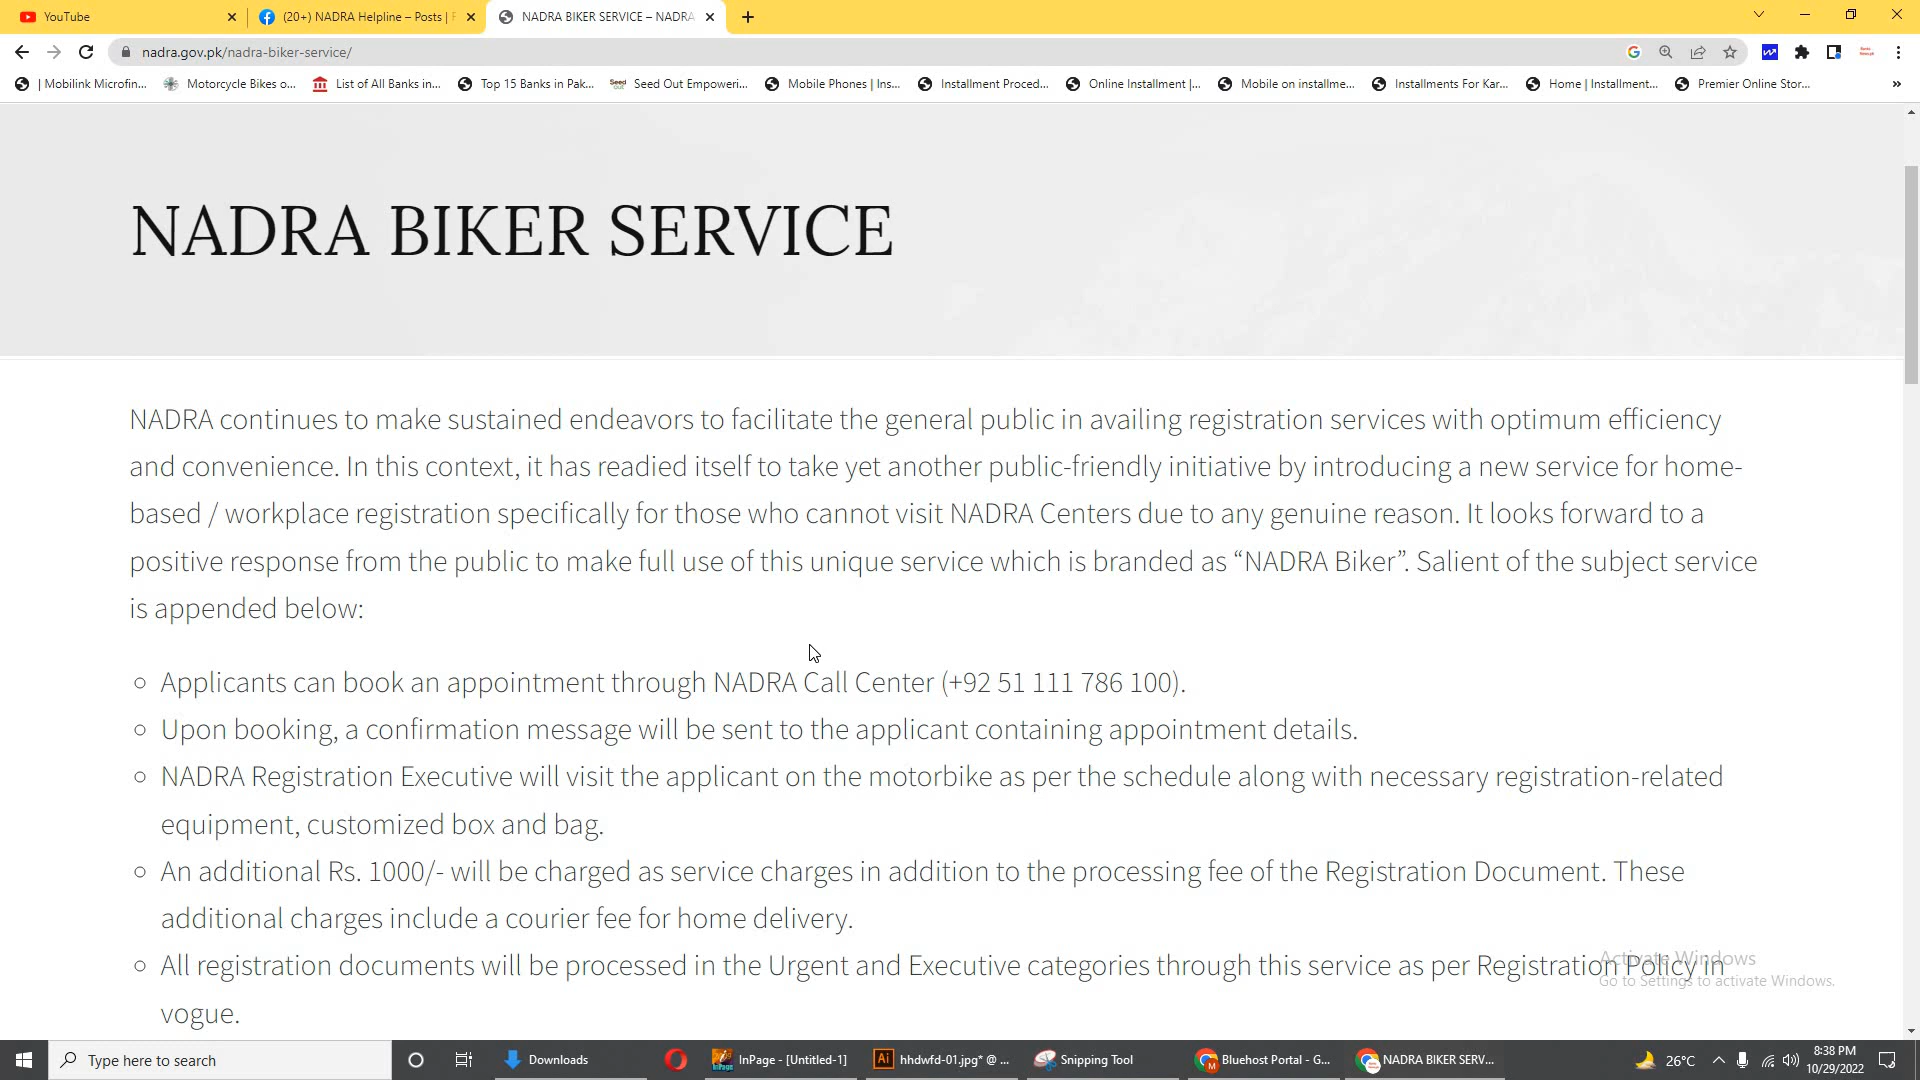 YouTube
(20+) NADRA Helpline – Posts | F
NADRA BIKER SERVICE – NADRA
nadra.gov.pk/nadra-biker-service/
| Mobilink Microfin...
Motorcycle Bikes o...
List of All Banks in...
Top 15 Banks in Pak...
Seed Out Empoweri...
Mobile Phones | Ins...
Installment Proced...
Online Installment |...
Mobile on installme...
Installments For Kar...
Home | Installment...
Premier Online Stor...
»
NADRA BIKER SERVICE
NADRA continues to make sustained endeavors to facilitate the general public in availing registration services with optimum efficiency
and convenience. In this context, it has readied itself to take yet another public-friendly initiative by introducing a new service for home-
based / workplace registration specifically for those who cannot visit NADRA Centers due to any genuine reason. It looks forward to a
positive response from the public to make full use of this unique service which is branded as “NADRA Biker”. Salient of the subject service
is appended below:
Applicants can book an appointment through NADRA Call Center (+92 51 111 786 100).
Upon booking, a confirmation message will be sent to the applicant containing appointment details.
NADRA Registration Executive will visit the applicant on the motorbike as per the schedule along with necessary registration-related
equipment, customized box and bag.
An additional Rs. 1000/- will be charged as service charges in addition to the processing fee of the Registration Document. These
additional charges include a courier fee for home delivery.
All registration documents will be processed in the Urgent and Executive categories through this service as per Registration Policy in
vogue.
Activate Windows
Go to Settings to activate Windows.
Type here to search
Downloads
InPage - [Untitled-1]
Ai
hhdwfd-01.jpg* @ ...
Snipping Tool
Bluehost Portal - G...
NADRA BIKER SERV...
26°C
8:38 PM
10/29/2022